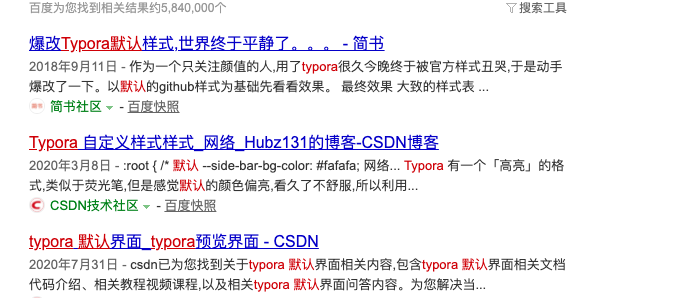 百度为您找到相关结果约5,840,000个 搜索工具
爆改Typora默认样式,世界终于平静了。。。 - 简书
2018年9月11日 - 作为一个只关注颜值的人,用了typora很久今晚终于被官方样式丑哭,于是动手
爆改了一下。以默认的github样式为基础先看看效果。 最终效果 大致的样式表 ...
简书社区 - 百度快照
Typora 自定义样式样式_网络_Hubz131的博客-CSDN博客
2020年3月8日 - :root { /* 默认 --side-bar-bg-color: #fafafa; 网络... Typora 有一个「高亮」的格
式,类似于荧光笔,但是感觉默认的颜色偏亮,看久了不舒服,所以利用...
CSDN技术社区 - 百度快照
typora 默认界面_typora预览界面 - CSDN
2020年7月31日 - csdn已为您找到关于typora 默认界面相关内容,包含typora 默认界面相关文档
代码介绍、相关教程视频课程,以及相关typora 默认界面问答内容。为您解决当...